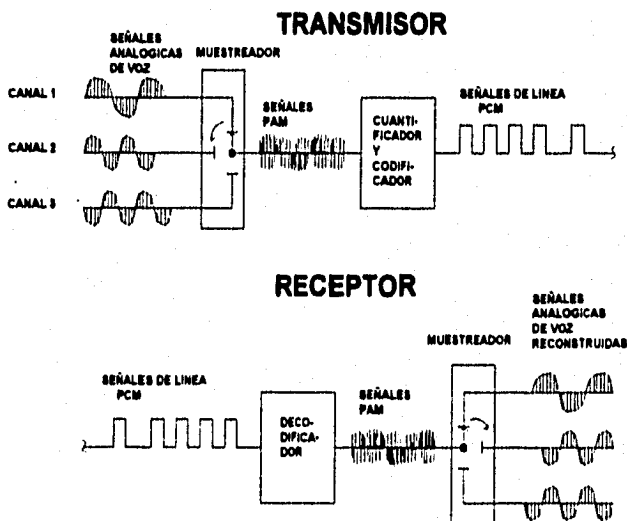 TRANSMISOR
SEÑALES
ANALOGICAS
DE VOZ
MUESTREADOR
CANAL 1
CANAL 2
CANAL 3
SEÑALES
PAM
CUANTI-
FICADOR
Y
CODIFI-
CADOR
SEÑALES DE LINEA
PCM
RECEPTOR
SEÑALES DE LINEA
PCM
DECO-
DIFICA-
DOR
SEÑALES
PAM
MUESTREADOR
SEÑALES
ANALOGICAS
DE VOZ
RECONSTRUIDAS